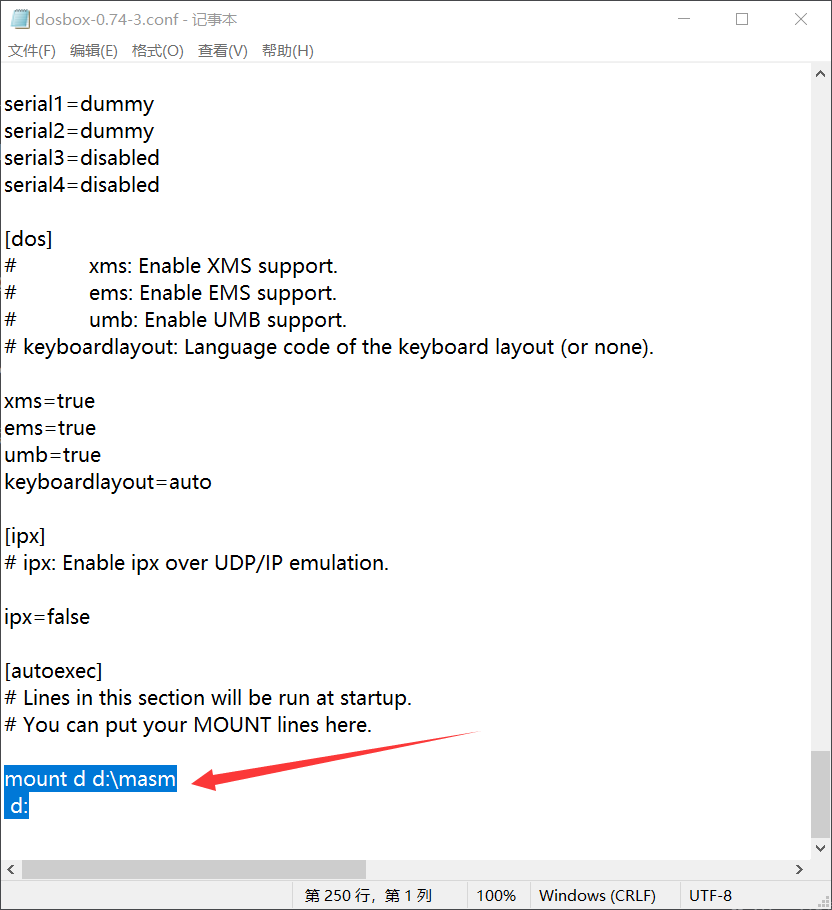 dosbox-0.74-3.conf - 记事本
文件(F) 编辑(E) 格式(O) 查看(V) 帮助(H)
serial1=dummy
serial2=dummy
serial3=disabled
serial4=disabled
[dos]
#            xms: Enable XMS support.
#            ems: Enable EMS support.
#            umb: Enable UMB support.
# keyboardlayout: Language code of the keyboard layout (or none).
xms=true
ems=true
umb=true
keyboardlayout=auto
[ipx]
# ipx: Enable ipx over UDP/IP emulation.
ipx=false
[autoexec]
# Lines in this section will be run at startup.
# You can put your MOUNT lines here.
mount d d:\masm
 d:
第 250 行，第 1 列 100% Windows (CRLF) UTF-8